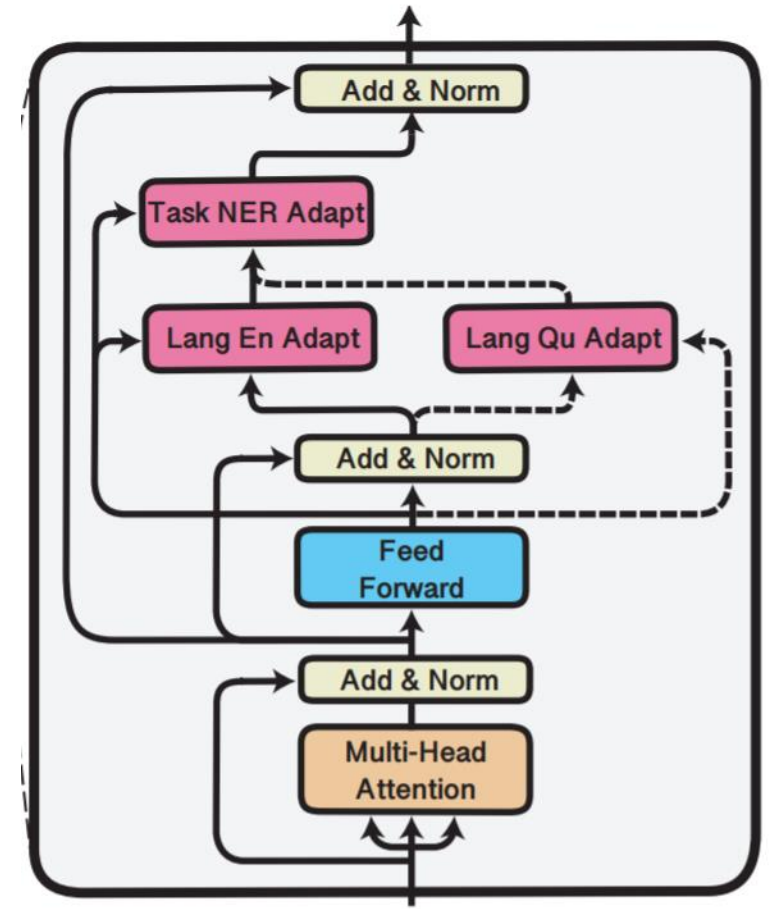 Add & Norm
Task NER Adapt
Lang En Adapt
Lang Qu Adapt
Add & Norm
Feed
Forward
Add & Norm
Multi-Head
Attention